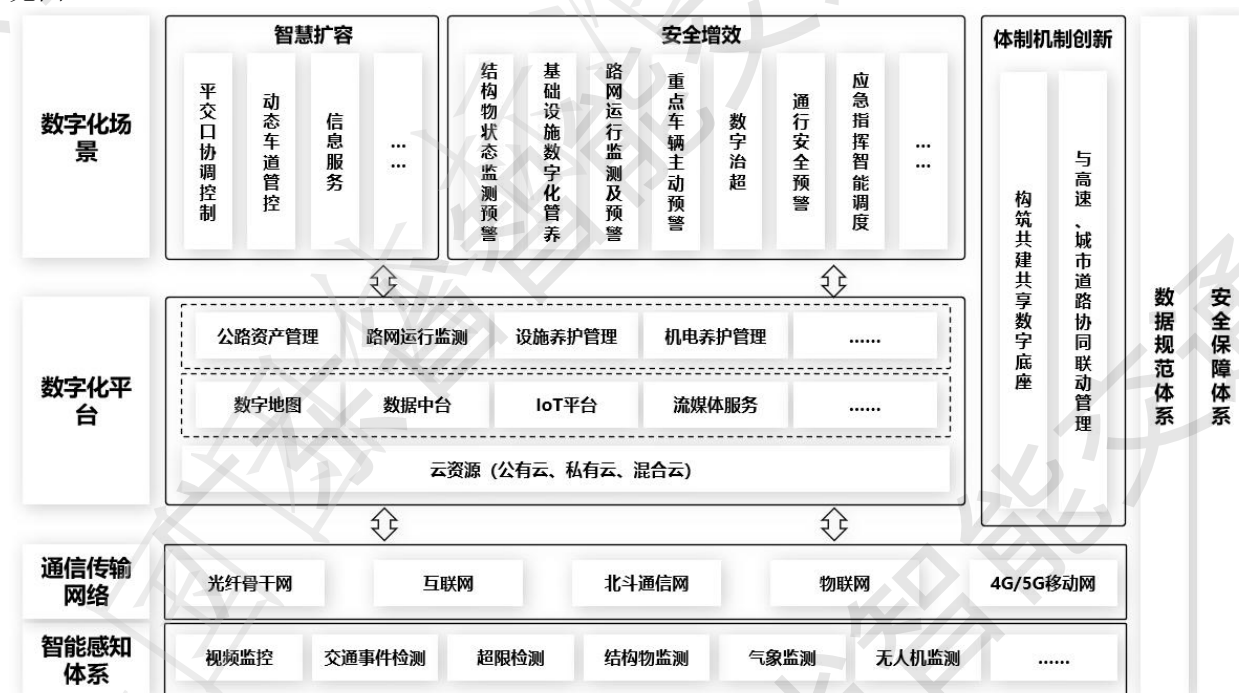 智慧扩容
安全增效
体制机制创新
数字化场
景
平交口协调控制
动态车道管控
信息服务
……
结构物状态监测预警
基础设施数字化管养
路网运行监测及预警
重点车辆主动预警
数字治超
通行安全预警
应急指挥智能调度
……
构筑共建共享数字底座
与高速、城市道路协同联动管理
数据规范体系
安全保障体系
数字化平
台
公路资产管理
路网运行监测
设施养护管理
机电养护管理
……
数字地图
数据中台
IoT平台
流媒体服务
……
云资源（公有云、私有云、混合云）
通信传输
网络
光纤骨干网
互联网
北斗通信网
物联网
4G/5G移动网
智能感知
体系
视频监控
交通事件检测
超限检测
结构物监测
气象监测
无人机监测
……